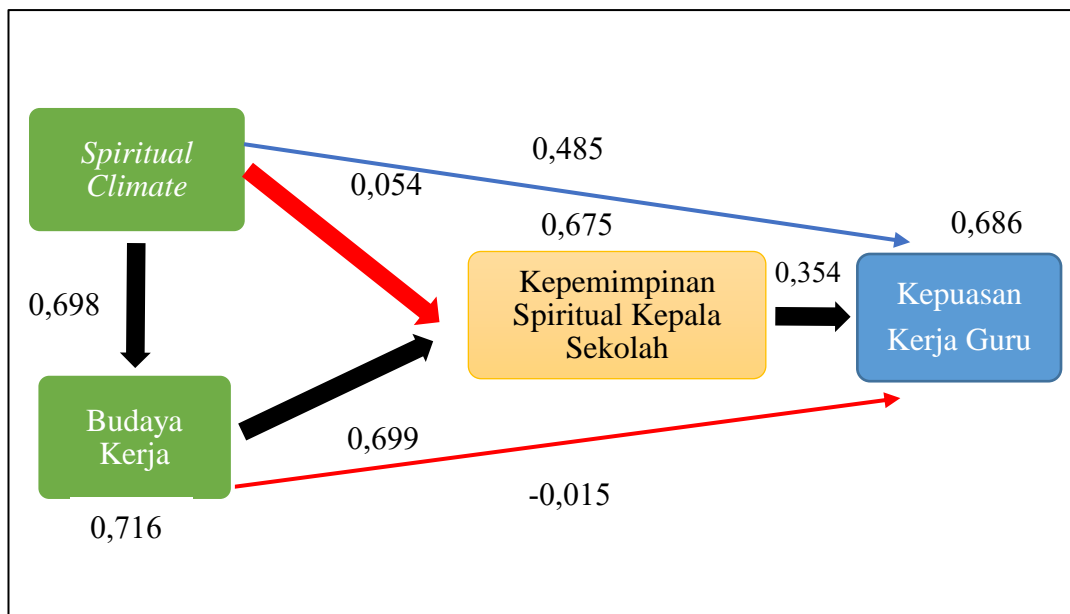 Spiritual
Climate
0,485
0,054
0,675
0,686
0,698
Kepemimpinan
Spiritual Kepala
Sekolah
0,354
Kepuasan
Kerja Guru
Budaya
Kerja
0,699
-0,015
0,716